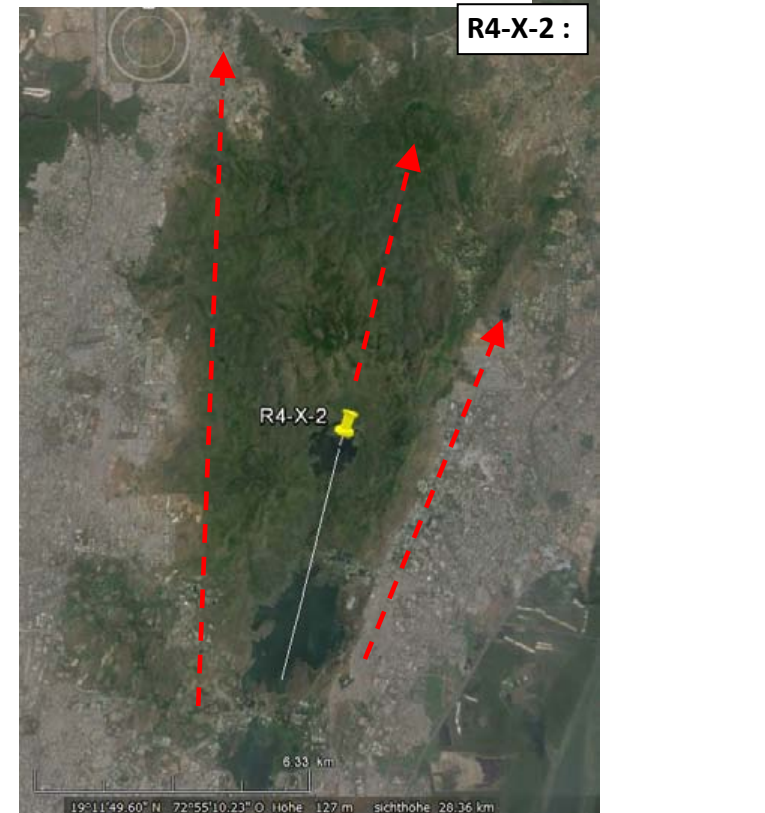 R4-X-2 :
R4-X-2
6.33 km
19°11'49.60" N 72°55'10.23" O Höhe 127 m sichthöhe 28.36 km